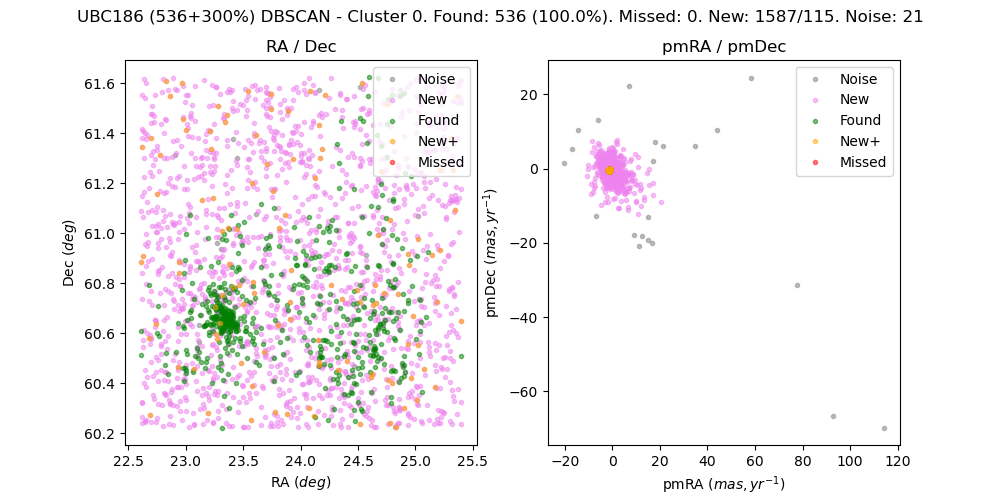 UBC186 (536+300%) DBSCAN - Cluster 0. Found: 536 (100.0%). Missed: 0. New: 1587/115. Noise: 21
RA / Dec
Dec (deg)
61.6
61.4
61.2
61.0
60.8
60.6
60.4
60.2
22.5 23.0 23.5 24.0 24.5 25.0 25.5
RA (deg)
Noise
New
Found
New+
Missed
pmRA / pmDec
pmDec (mas, yr⁻¹)
20
0
−20
−40
−60
−20 0 20 40 60 80 100 120
pmRA (mas, yr⁻¹)
Noise
New
Found
New+
Missed